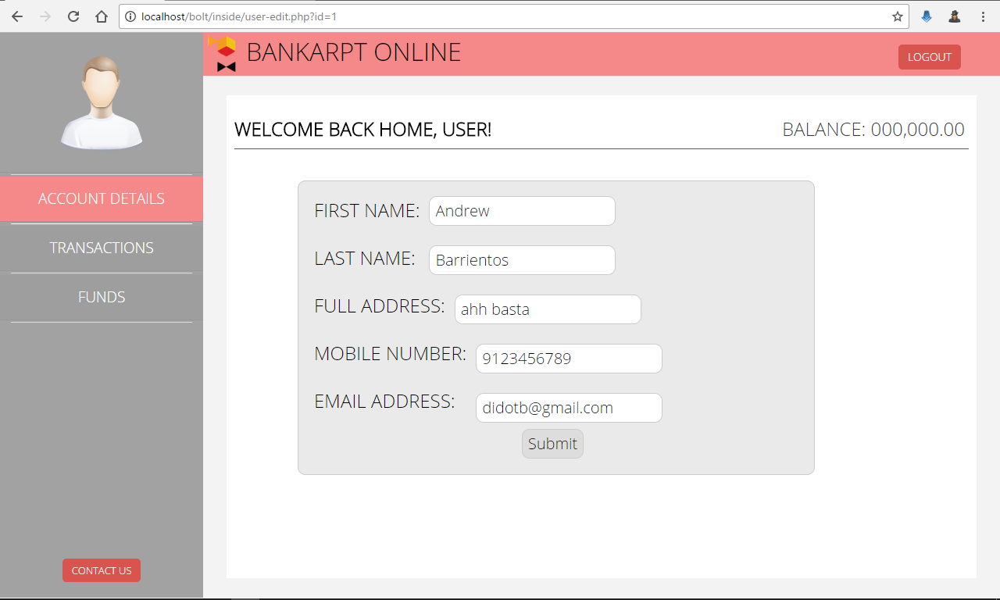 localhost/bolt/inside/user-edit.php?id=1
BANKARPT ONLINE
LOGOUT
WELCOME BACK HOME, USER!
BALANCE: 000,000.00
ACCOUNT DETAILS
TRANSACTIONS
FUNDS
CONTACT US
FIRST NAME: Andrew
LAST NAME: Barrientos
FULL ADDRESS: ahh basta
MOBILE NUMBER: 9123456789
EMAIL ADDRESS: didotb@gmail.com
Submit